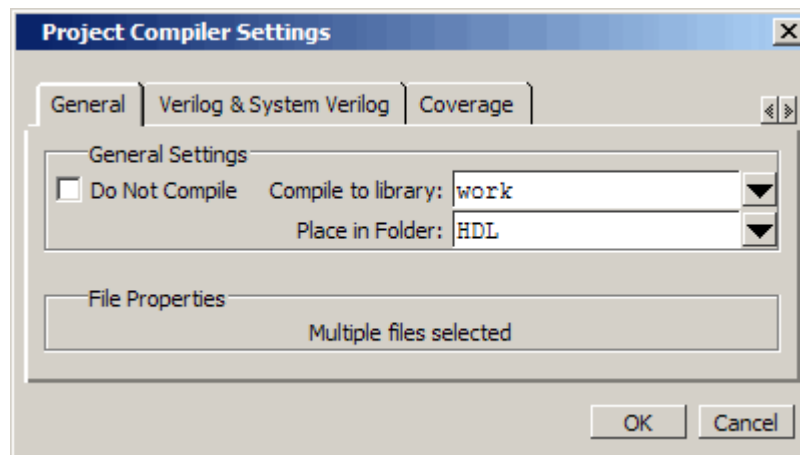 Project Compiler Settings
General Verilog & System Verilog Coverage
General Settings
Do Not Compile Compile to library: work
Place in Folder: HDL
File Properties
Multiple files selected
OK Cancel